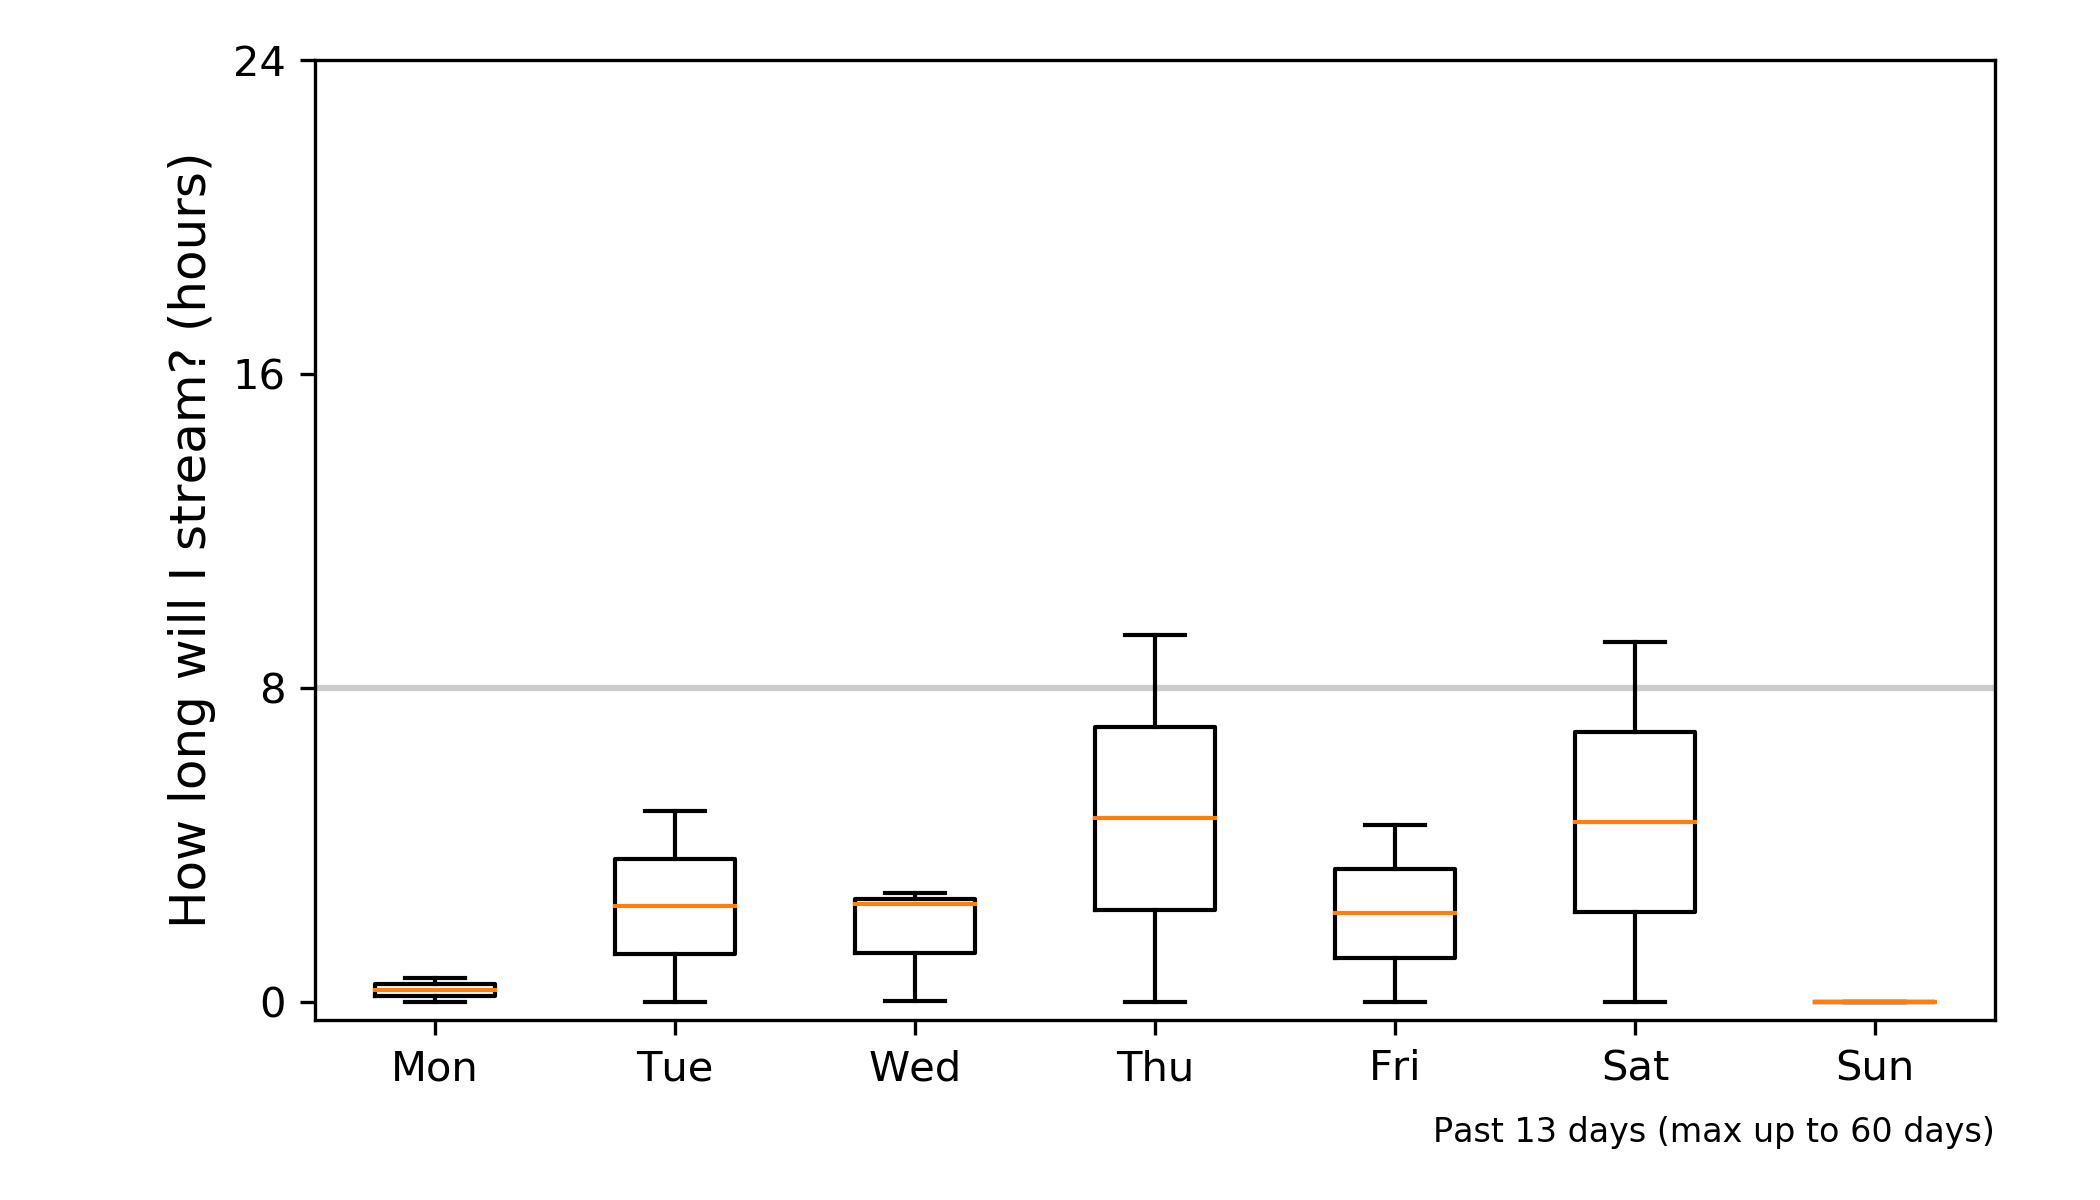 How long will I stream? (hours)
24
16
8
0
Mon Tue Wed Thu Fri Sat Sun
Past 13 days (max up to 60 days)